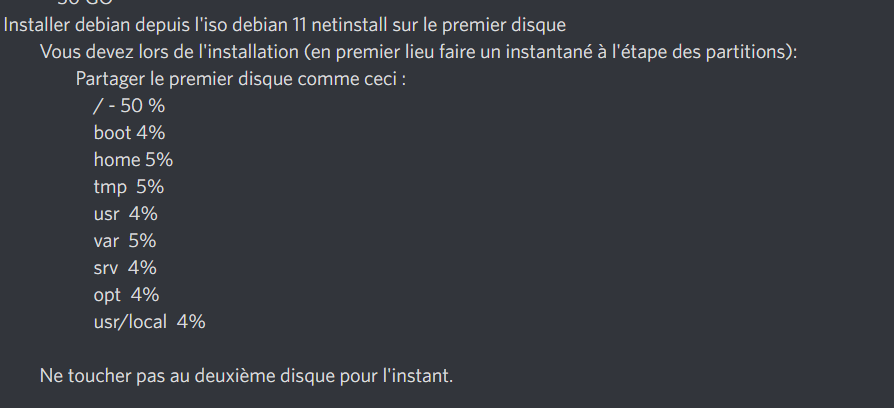 50 GO
Installer debian depuis l'iso debian 11 netinstall sur le premier disque
Vous devez lors de l'installation (en premier lieu faire un instantané à l'étape des partitions):
Partager le premier disque comme ceci :
/ - 50 %
boot 4%
home 5%
tmp 5%
usr 4%
var 5%
srv 4%
opt 4%
usr/local 4%
Ne toucher pas au deuxième disque pour l'instant.